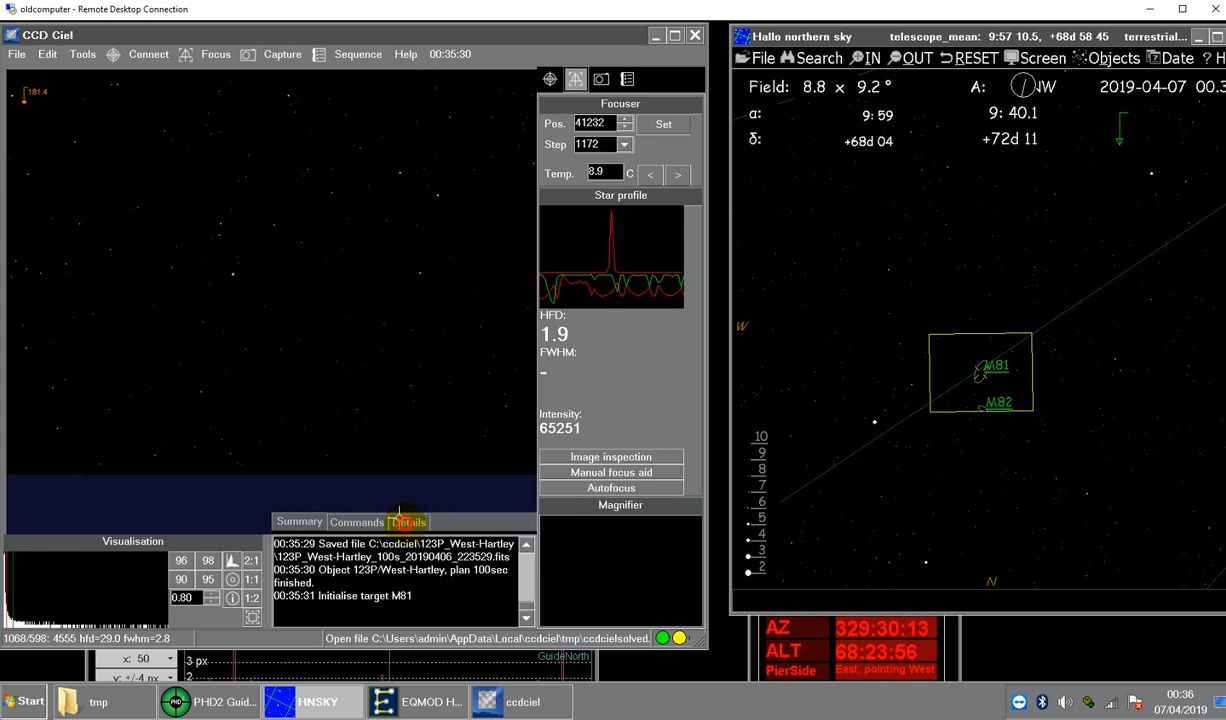 oldcomputer - Remote Desktop Connection
CCD Ciel
File Edit Tools Connect Focus Capture Sequence Help 00:35:30
181.4
Focuser
Pos. 41232 Set
Step 1172
Temp. 8.9 C < >
Star profile
HFD:
1.9
FWHM:
-
Intensity:
65251
Image inspection
Manual focus aid
Autofocus
Magnifier
Summary Commands Details
Visualisation
96 98 2:1
90 95 1:1
0.80 1:2
00:35:29 Saved file C:\ccdciel\123P_West-Hartley
\123P_West-Hartley_100s_20190406_223529.fits
00:35:30 Object 123P/West-Hartley, plan 100sec
finished.
00:35:31 Initialise target M81
1068/598: 4555 hfd=29.0 fwhm=2.8
Open file C:\Users\admin\AppData\Local\ccdciel\tmp\ccdcielsolved.
Hallo northern sky telescope_mean: 9:57 10.5, +68d 58 45 terrestrial...
File Search IN OUT RESET Screen Objects Date ? H
Field: 8.8 x 9.2 ° A: NW 2019-04-07 00.3
α: 9: 59 9: 40.1
δ: +68d 04 +72d 11
W
M81
M82
10
9
8
7
6
5
4
3
2
N
AZ 329:30:13
ALT 68:23:56
PierSide East, pointing West
x: 50
y: +/-4 px
3 px
2
GuideNorth
Start tmp PHD2 Guid... HNSKY EQMOD H... ccdciel
00:36
07/04/2019